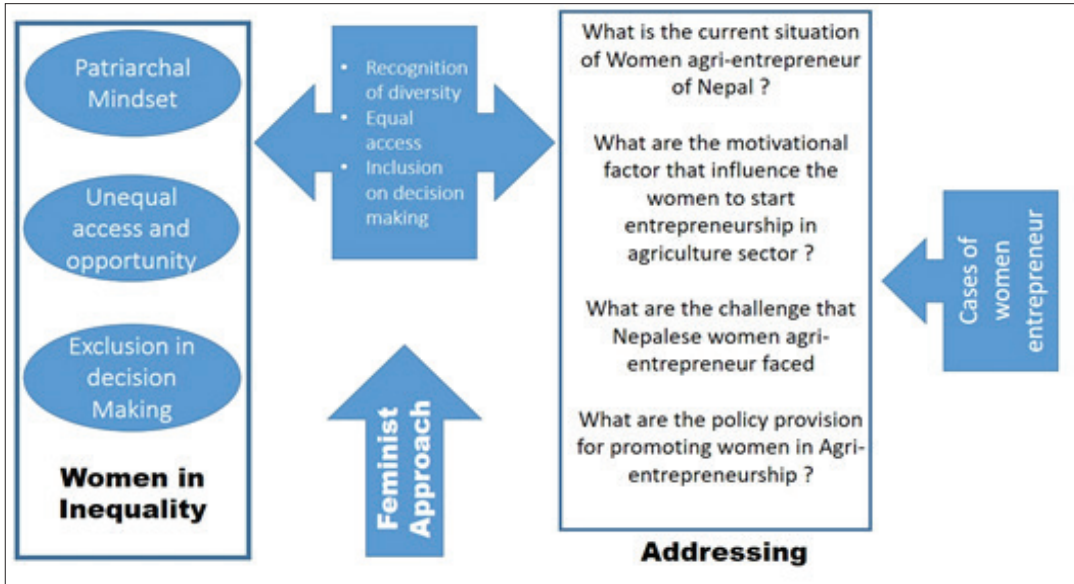 Patriarchal
Mindset
Unequal
access and
opportunity
Exclusion in
decision
Making
Women in
Inequality
• Recognition
of diversity
• Equal
access
• Inclusion
on decision
making
Feminist
Approach
What is the current situation
of Women agri-entrepreneur
of Nepal ?
What are the motivational
factor that influence the
women to start
entrepreneurship in
agriculture sector ?
What are the challenge that
Nepalese women agri-
entrepreneur faced
What are the policy provision
for promoting women in Agri-
entrepreneurship ?
Addressing
Cases of
women
entrepreneur